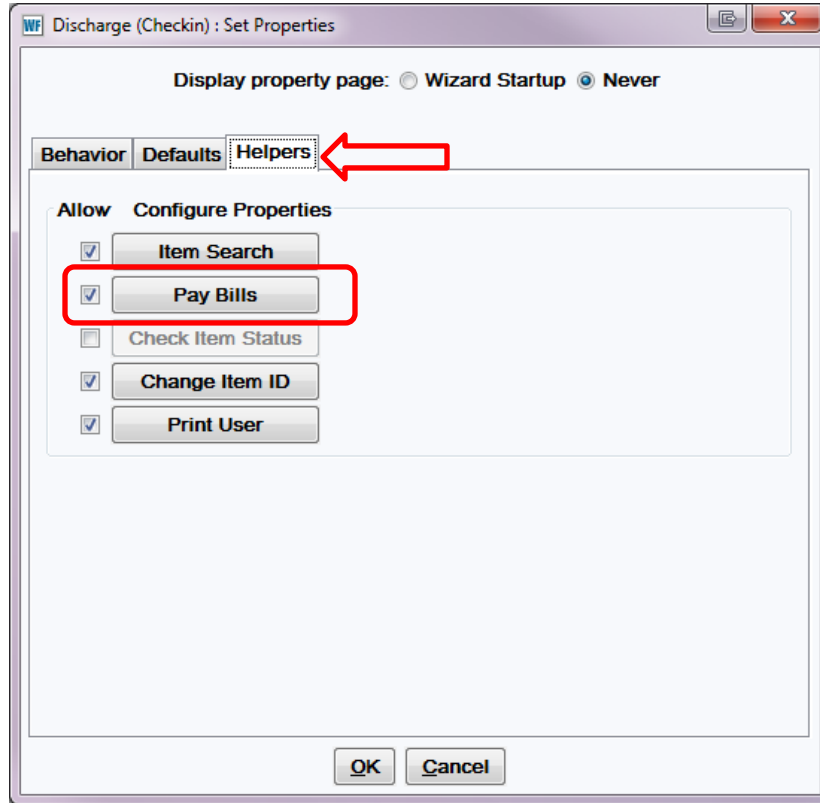 WF Discharge (Checkin) : Set Properties
Display property page: Wizard Startup Never
Behavior Defaults Helpers
Allow Configure Properties
Item Search
Pay Bills
Check Item Status
Change Item ID
Print User
OK Cancel